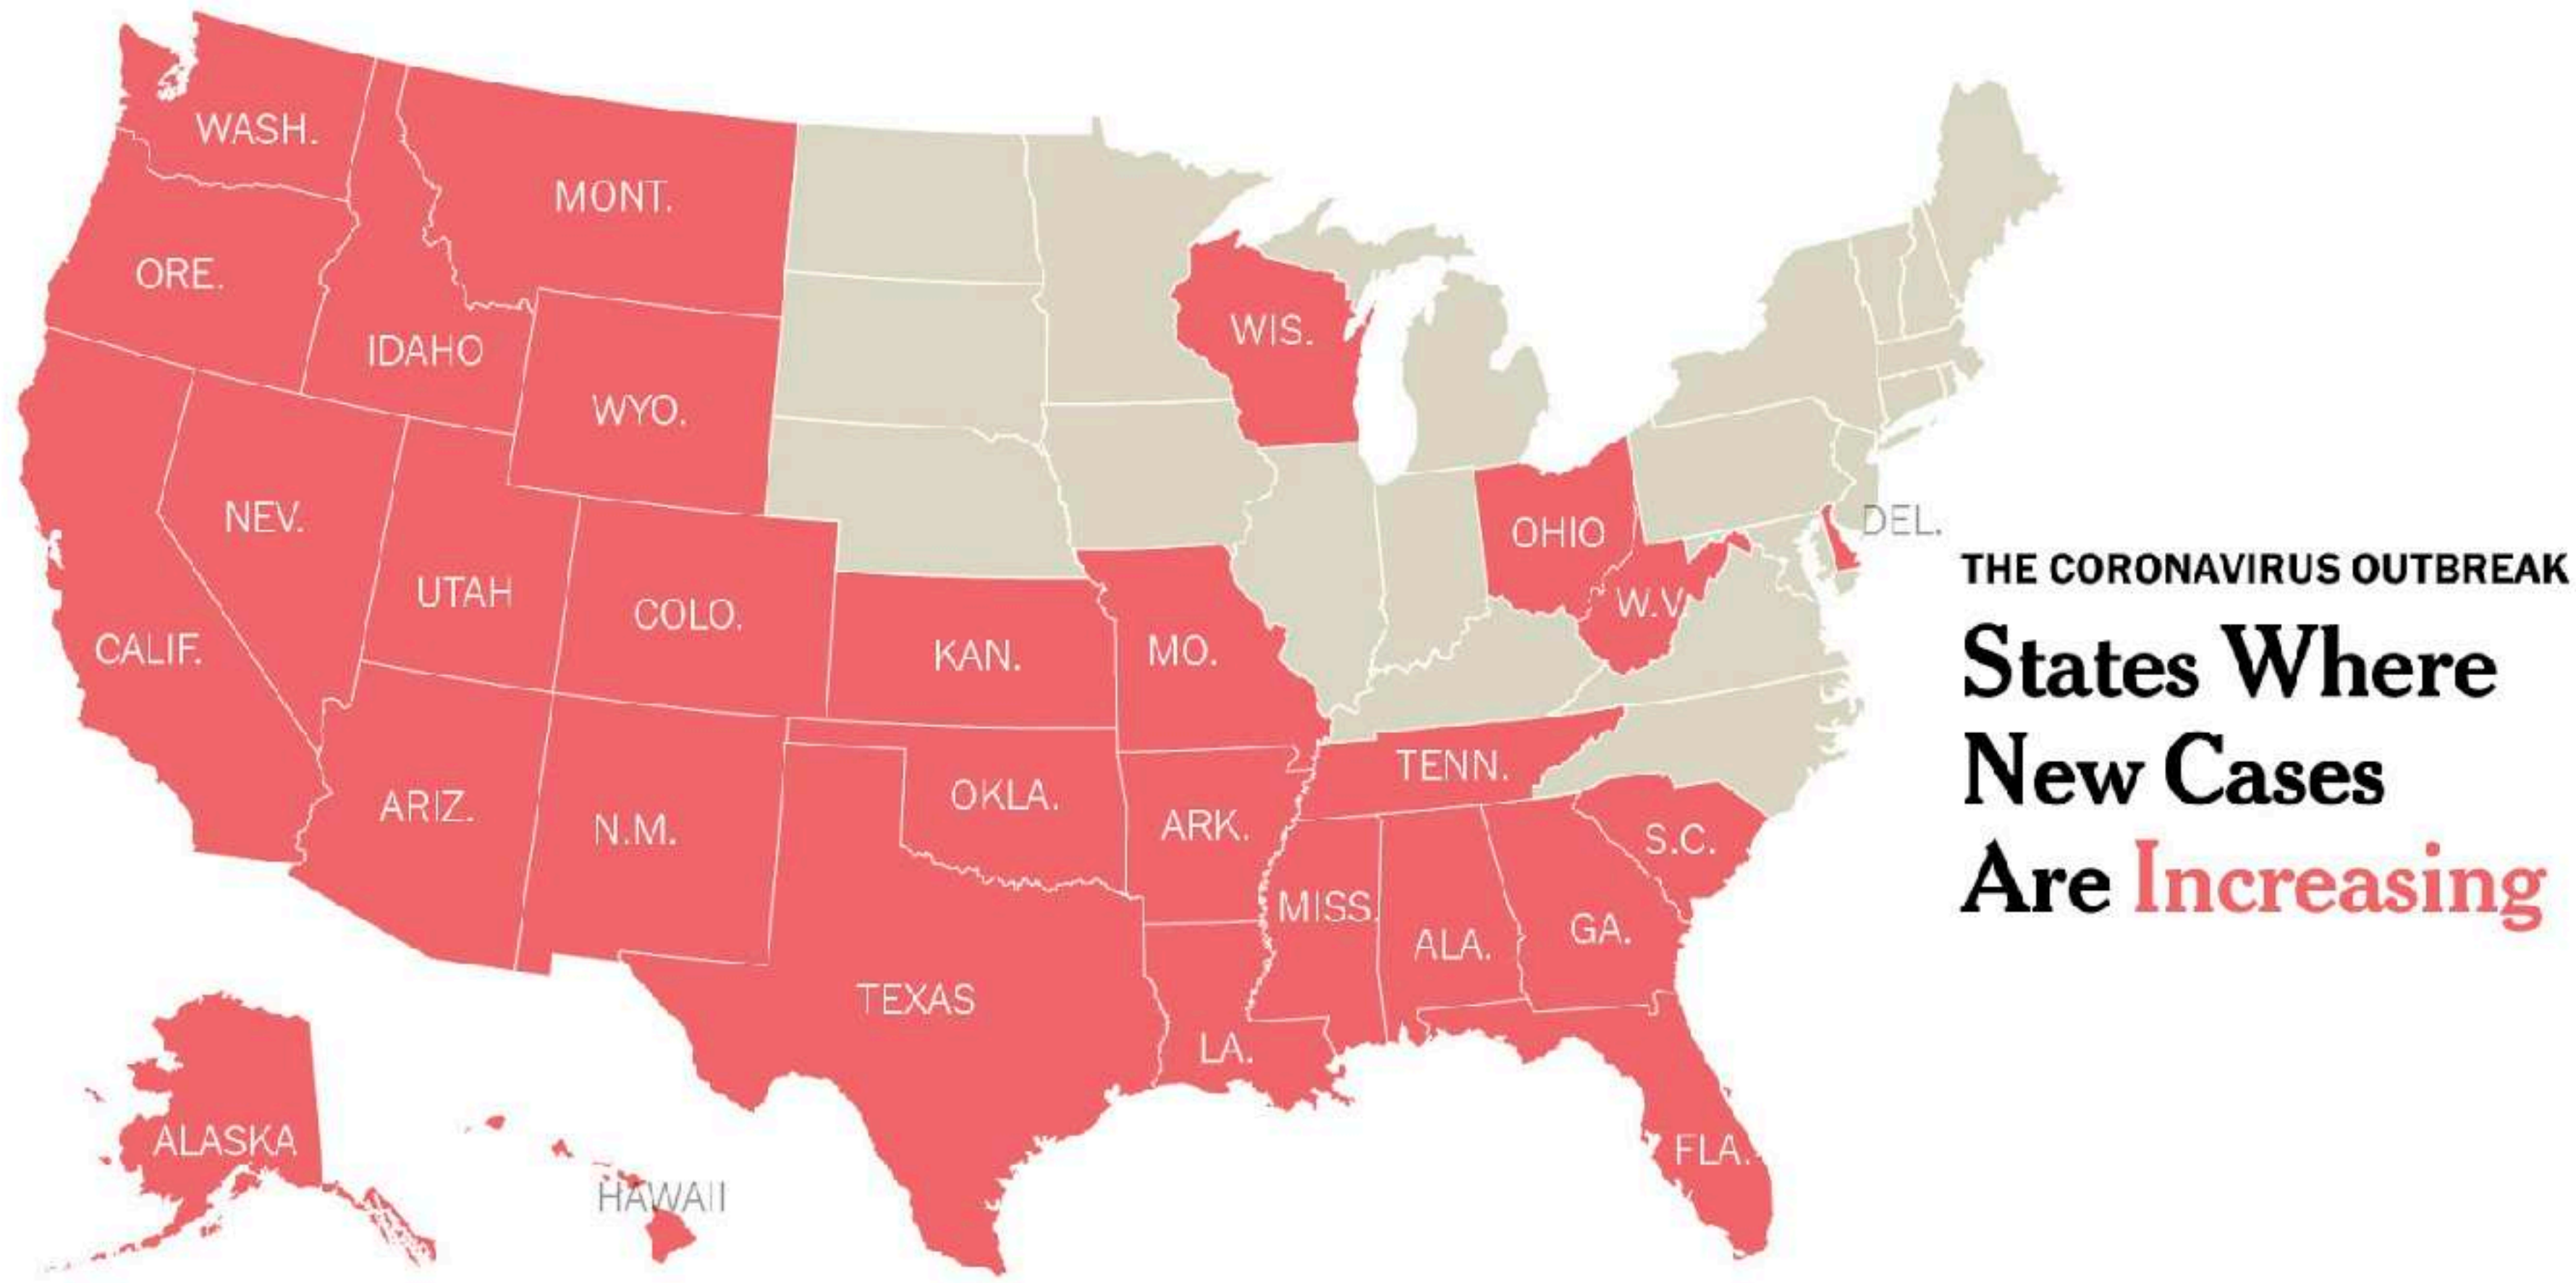 WASH.
MONT.
ORE.
IDAHO
WIS.
WYO.
NEV.
OHIO
DEL.
UTAH
COLO.
W.V
CALIF.
KAN.
MO.
TENN.
ARIZ.
N.M.
OKLA.
ARK.
S.C.
MISS.
ALA.
GA.
TEXAS
LA.
ALASKA
HAWAII
FLA.
THE CORONAVIRUS OUTBREAK
States Where
New Cases
Are Increasing